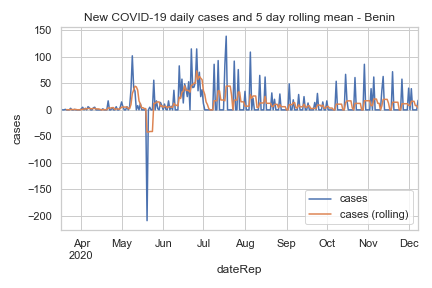 New COVID-19 daily cases and 5 day rolling mean - Benin
150
100
50
0
−50
−100
−150
−200
cases
Apr
2020
May
Jun
Jul
Aug
Sep
Oct
Nov
Dec
dateRep
cases
cases (rolling)